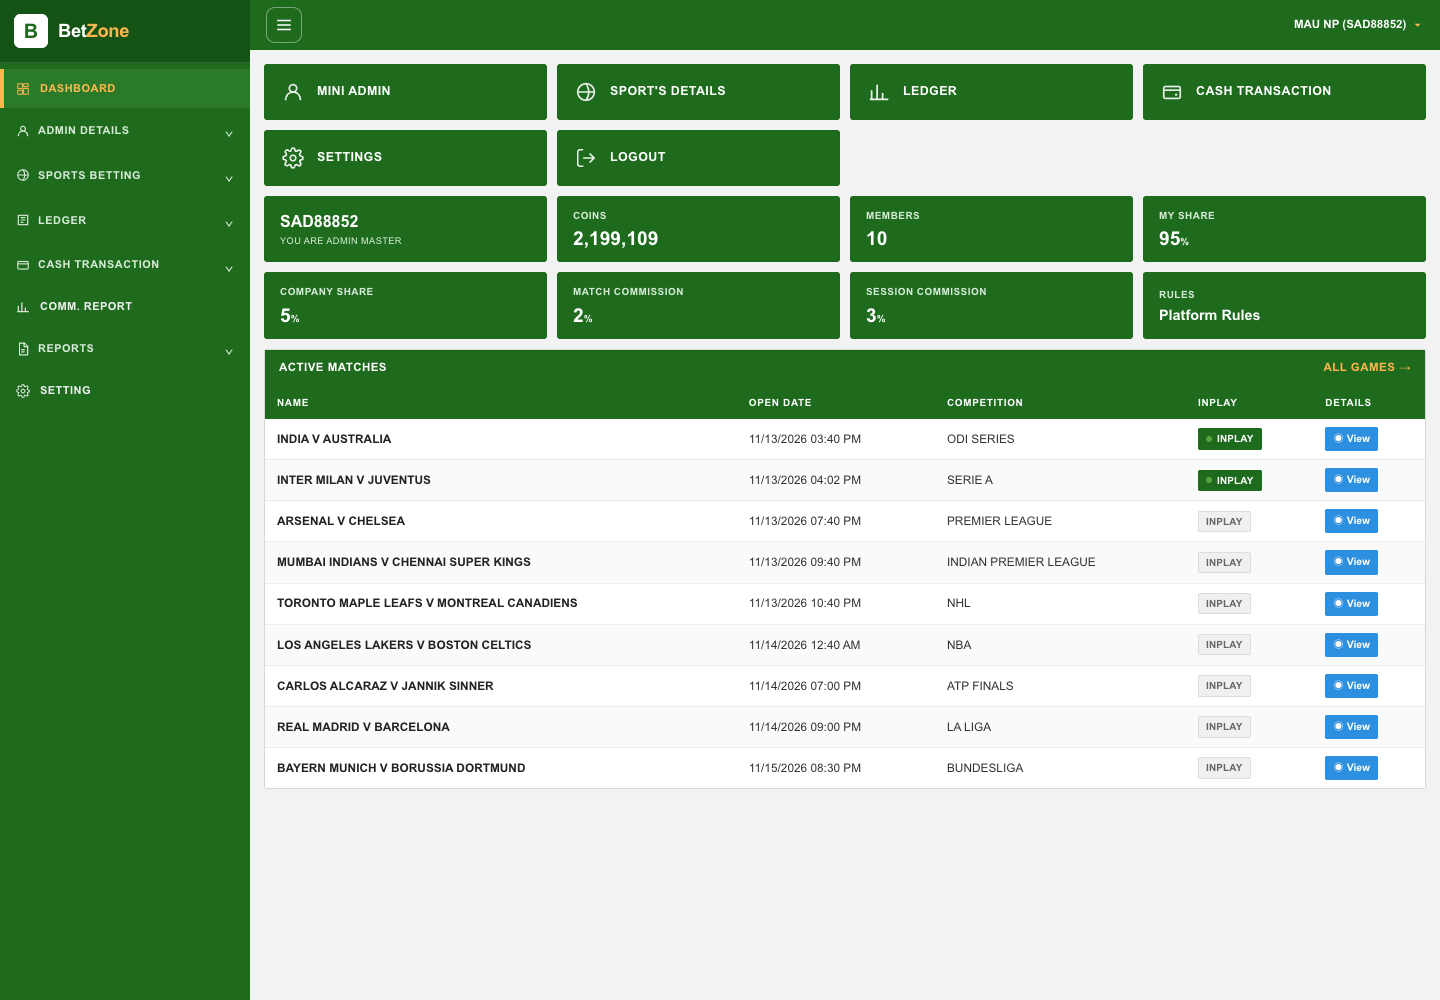 B BetZone
MAU NP (SAD88852)
DASHBOARD
ADMIN DETAILS
SPORTS BETTING
LEDGER
CASH TRANSACTION
COMM. REPORT
REPORTS
SETTING
MINI ADMIN
SPORT'S DETAILS
LEDGER
CASH TRANSACTION
SETTINGS
LOGOUT
SAD88852
YOU ARE ADMIN MASTER
COINS
2,199,109
MEMBERS
10
MY SHARE
95%
COMPANY SHARE
5%
MATCH COMMISSION
2%
SESSION COMMISSION
3%
RULES
Platform Rules
ACTIVE MATCHES ALL GAMES →
NAME OPEN DATE COMPETITION INPLAY DETAILS
INDIA V AUSTRALIA 11/13/2026 03:40 PM ODI SERIES INPLAY View
INTER MILAN V JUVENTUS 11/13/2026 04:02 PM SERIE A INPLAY View
ARSENAL V CHELSEA 11/13/2026 07:40 PM PREMIER LEAGUE INPLAY View
MUMBAI INDIANS V CHENNAI SUPER KINGS 11/13/2026 09:40 PM INDIAN PREMIER LEAGUE INPLAY View
TORONTO MAPLE LEAFS V MONTREAL CANADIENS 11/13/2026 10:40 PM NHL INPLAY View
LOS ANGELES LAKERS V BOSTON CELTICS 11/14/2026 12:40 AM NBA INPLAY View
CARLOS ALCARAZ V JANNIK SINNER 11/14/2026 07:00 PM ATP FINALS INPLAY View
REAL MADRID V BARCELONA 11/14/2026 09:00 PM LA LIGA INPLAY View
BAYERN MUNICH V BORUSSIA DORTMUND 11/15/2026 08:30 PM BUNDESLIGA INPLAY View